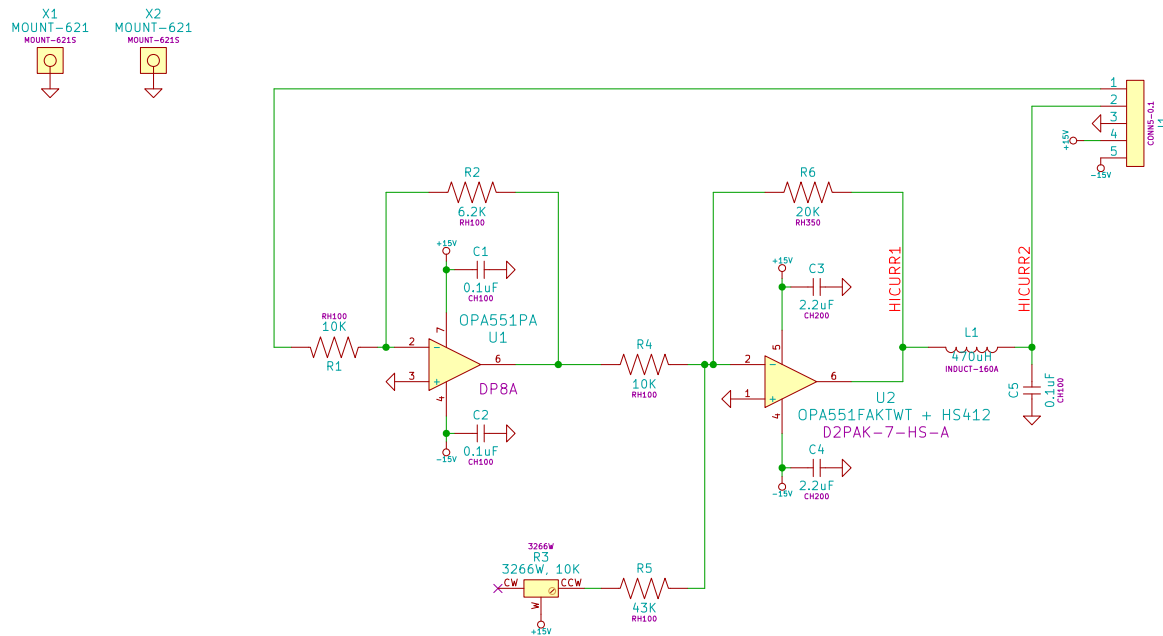 X1
MOUNT-621
MOUNT-621S
X2
MOUNT-621
MOUNT-621S
1
2
3
4
5
+15V
-15V
CONN5-0.1
R2
6.2K
RH100
R6
20K
RH350
+15V
C1
0.1uF
CH100
+15V
C3
2.2uF
CH200
HICURR1
HICURR2
RH100
10K
R1
OPA551PA
U1
7
2
3
6
4
−
+
DP8A
R4
10K
RH100
5
2
1
6
4
−
+
L1
470uH
INDUCT-160A
C5
0.1uF
CH100
U2
OPA551FAKTWT + HS412
D2PAK-7-HS-A
C2
0.1uF
CH100
-15V
C4
2.2uF
CH200
-15V
3266W
R3
3266W, 10K
CW
CCW
W
+15V
R5
43K
RH100